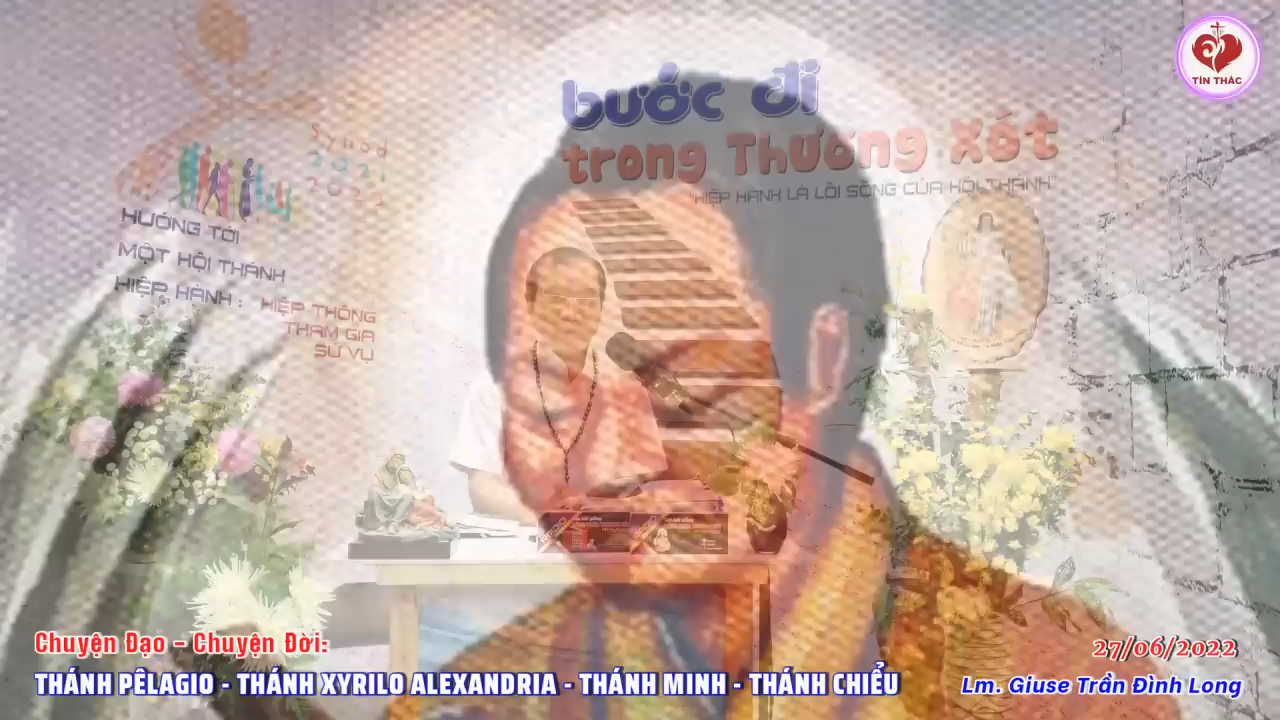 TÍN THÁC
bước đi
trong Thương Xót
"HIỆP HÀNH LÀ LỐI SỐNG CỦA HỘI THÁNH"
Synod
2021
2023
HƯỚNG TỚI
MỘT HỘI THÁNH
HIỆP HÀNH : HIỆP THÔNG
THAM GIA
SỨ VỤ
Chuyện Đạo - Chuyện Đời:
27/06/2022
THÁNH PÊLAGIO - THÁNH XYRILO ALEXANDRIA - THÁNH MINH - THÁNH CHIỂU
Lm. Giuse Trần Đình Long